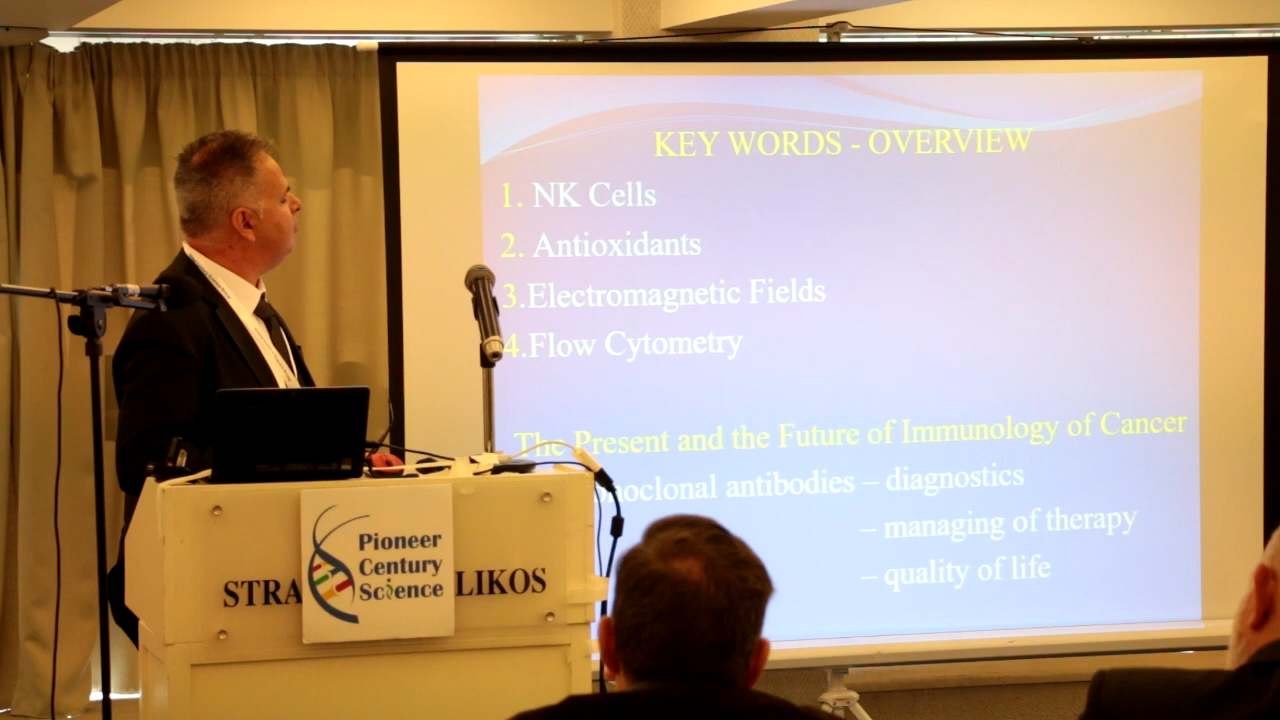 KEY WORDS - OVERVIEW
1. NK Cells
2. Antioxidants
3.Electromagnetic Fields
4.Flow Cytometry
The Present and the Future of Immunology of Cancer
antibodies – diagnostics
– managing of therapy
– quality of life
Pioneer
Century
Science
STRA LIKOS